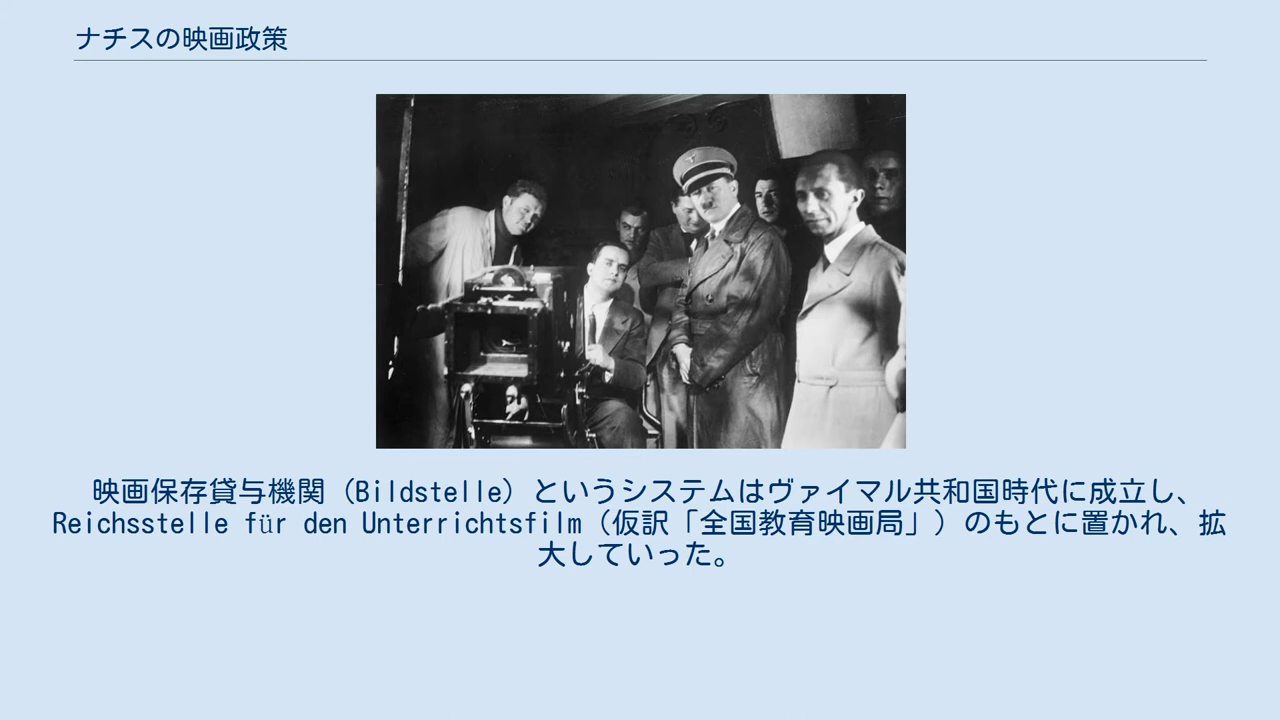 ナチスの映画政策
映画保存貸与機関（Bildstelle）というシステムはヴァイマル共和国時代に成立し、
Reichsstelle für den Unterrichtsfilm（仮訳「全国教育映画局」）のもとに置かれ、拡
大していった。